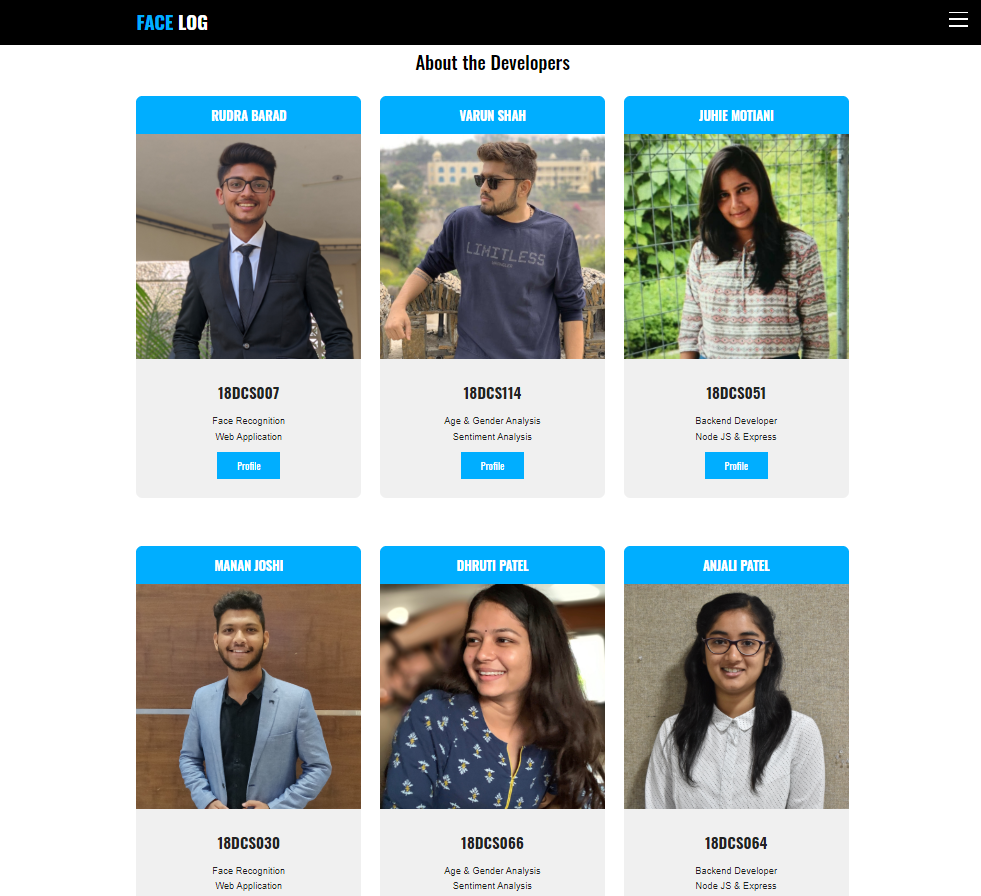 FACE LOG
About the Developers
RUDRA BARAD
VARUN SHAH
JUHIE MOTIANI
LIMITLESS
18DCS007
18DCS114
18DCS051
Face Recognition
Web Application
Age & Gender Analysis
Sentiment Analysis
Backend Developer
Node JS & Express
Profile
Profile
Profile
MANAN JOSHI
DHRUTI PATEL
ANJALI PATEL
18DCS030
18DCS066
18DCS064
Face Recognition
Web Application
Age & Gender Analysis
Sentiment Analysis
Backend Developer
Node JS & Express